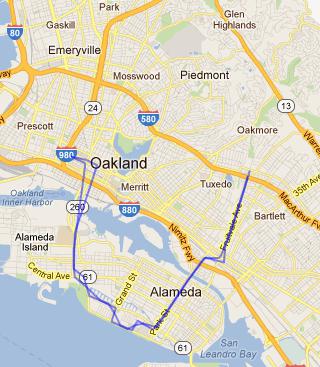 Park
Glen
Highlands
80
Gaskill
Emeryville
Mosswood
Piedmont
24
13
580
Prescott
Oakmore
980
Oakland
35th Ave
Merritt
Tuxedo
MacArthur Fw
Oakland
Inner Harbor
260
880
Bartlett
Nimitz Fwy
Fruitvale Ave
Alameda
Island
Central Ave
61
Grand St
Alameda
Park St
61
San
Leandro Bay